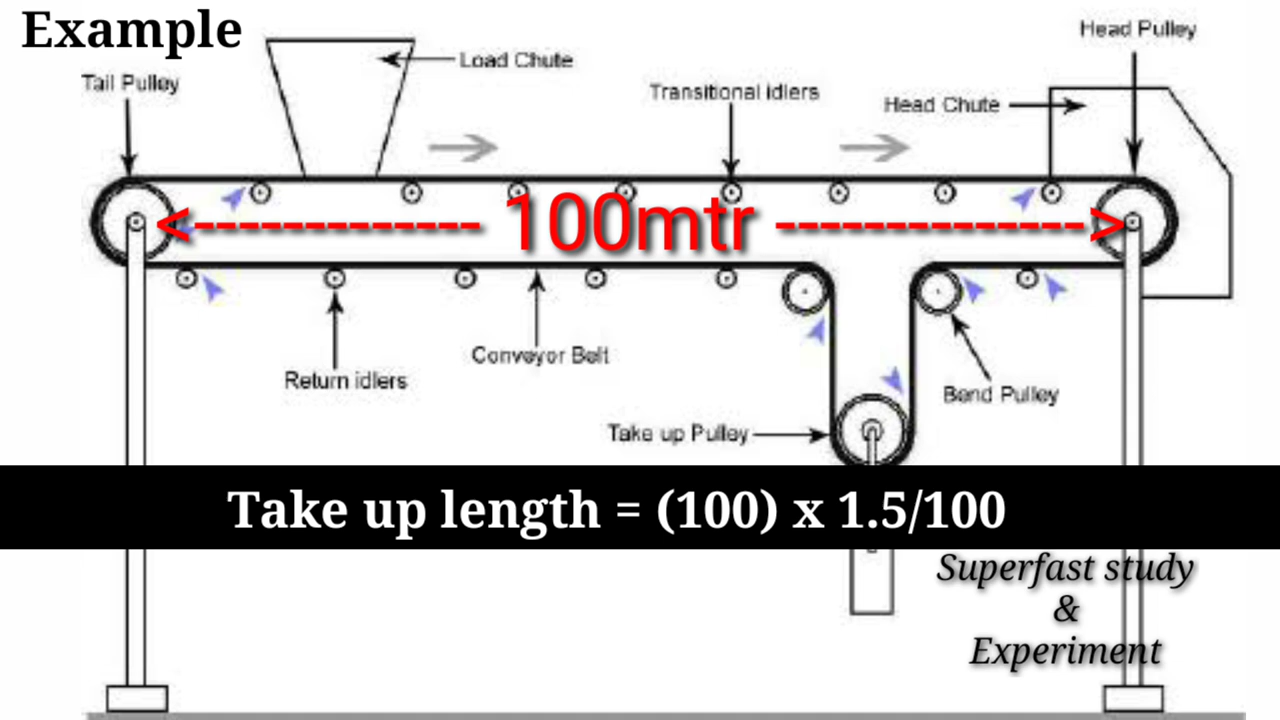 Example
Head Pulley
Load Chute
Tail Pulley
Transitional idlers
Head Chute
<---------- 100mtr ---------->
Conveyor Belt
Return idlers
Bend Pulley
Take up Pulley
Take up length = (100) x 1.5/100
Superfast study
&
Experiment